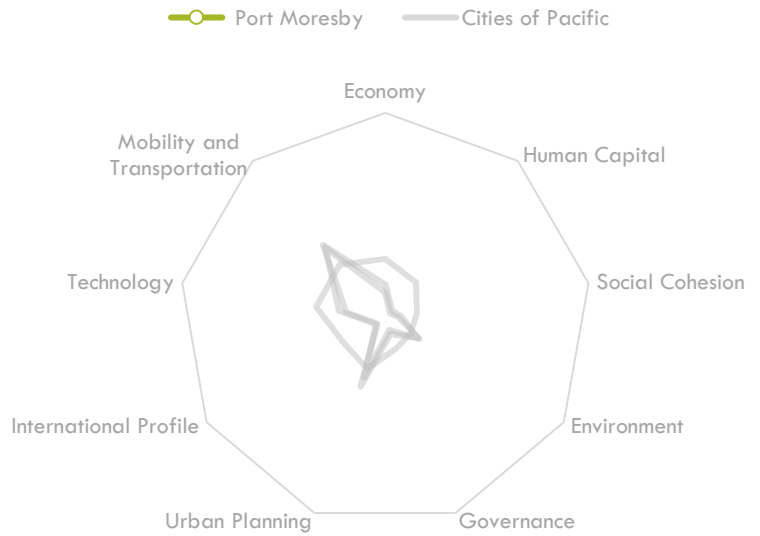 Port Moresby
Cities of Pacific
Economy
Mobility and
Transportation
Human Capital
Technology
Social Cohesion
International Profile
Environment
Urban Planning
Governance